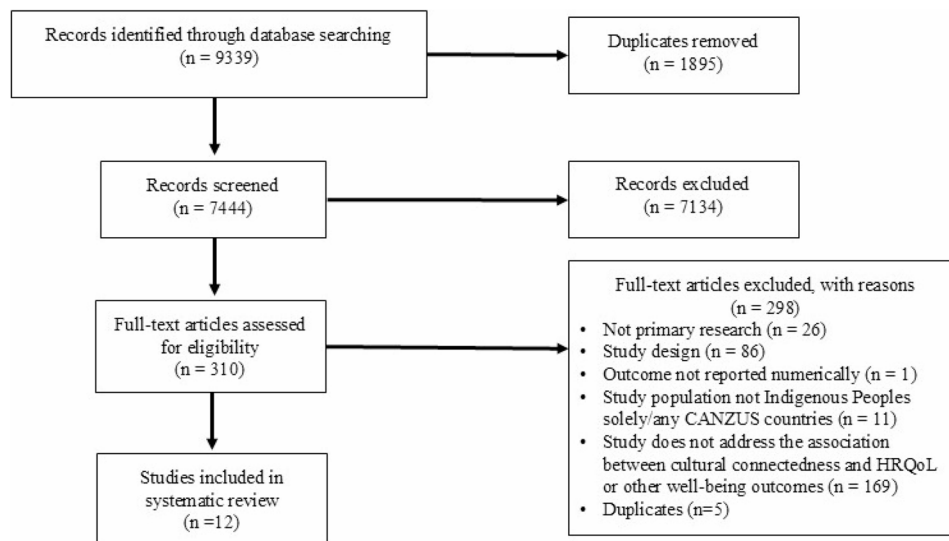 Records identified through database searching
(n = 9339)
Duplicates removed
(n = 1895)
Records screened
(n = 7444)
Records excluded
(n = 7134)
Full-text articles assessed
for eligibility
(n = 310)
Full-text articles excluded, with reasons
(n = 298)
• Not primary research (n = 26)
• Study design (n = 86)
• Outcome not reported numerically (n = 1)
• Study population not Indigenous Peoples
solely/any CANZUS countries (n = 11)
• Study does not address the association
between cultural connectedness and HRQoL
or other well-being outcomes (n = 169)
• Duplicates (n=5)
Studies included in
systematic review
(n =12)